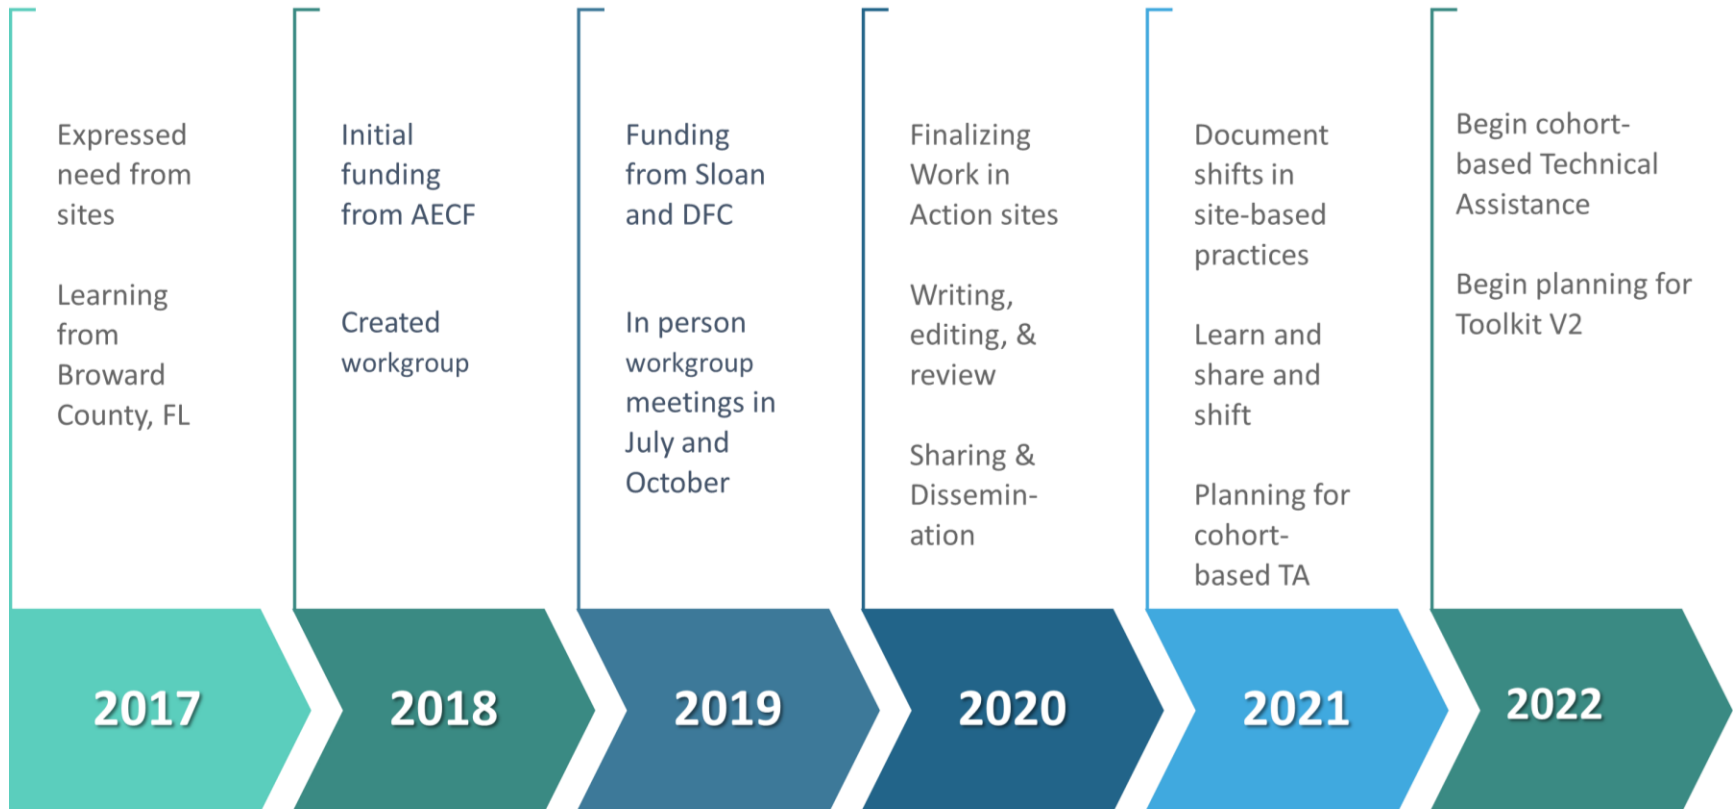 Expressed
need from
sites
Learning
from
Broward
County, FL
2017
Initial
funding
from AECF
Created
workgroup
2018
Funding
from Sloan
and DFC
In person
workgroup
meetings in
July and
October
2019
Finalizing
Work in
Action sites
Writing,
editing, &
review
Sharing &
Dissemin-
ation
2020
Document
shifts in
site-based
practices
Learn and
share and
shift
Planning for
cohort-
based TA
2021
Begin cohort-
based Technical
Assistance
Begin planning for
Toolkit V2
2022